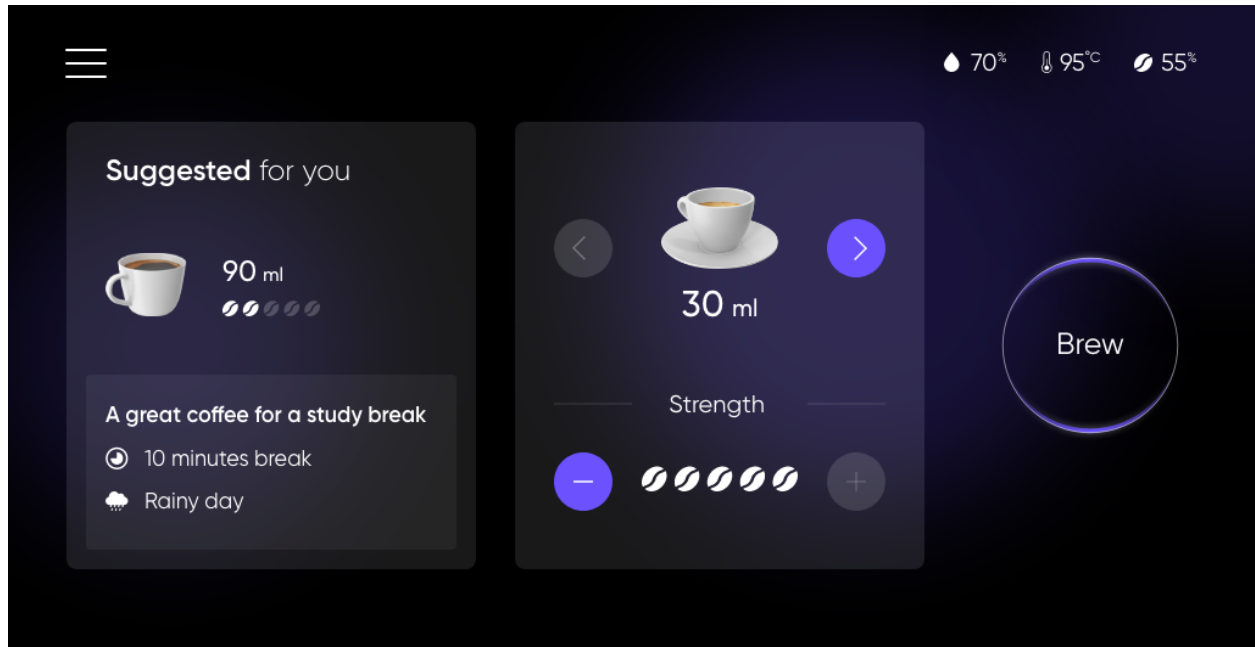 70%
95°C
55%
Suggested for you
90 ml
A great coffee for a study break
10 minutes break
Rainy day
30 ml
Strength
Brew